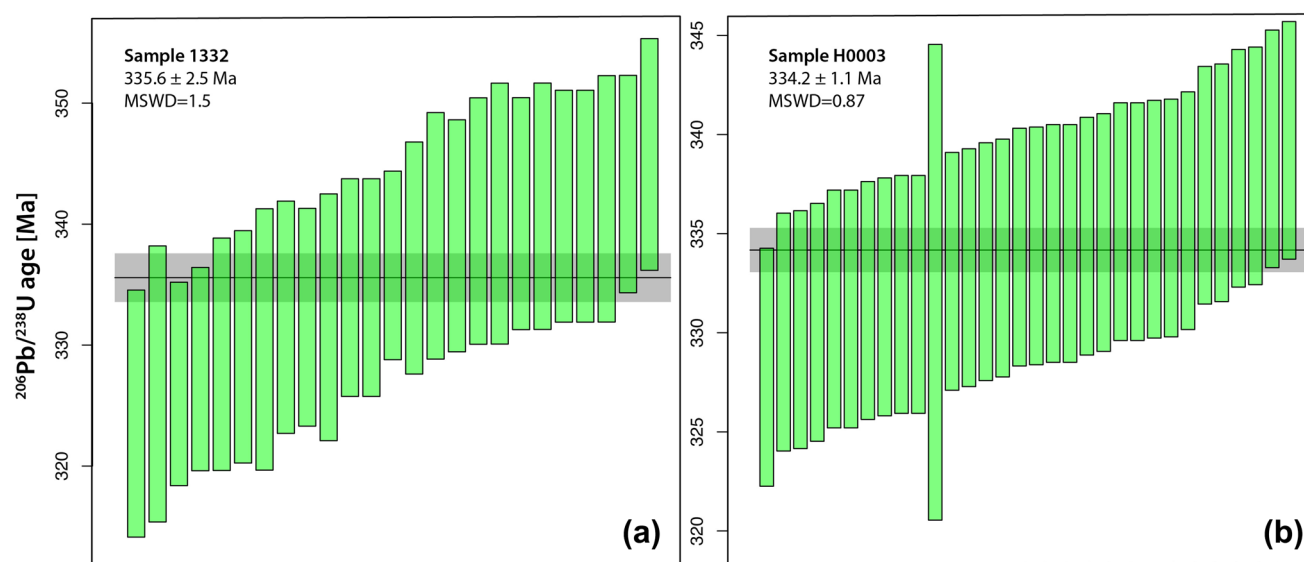 Sample 1332
335.6 ± 2.5 Ma
MSWD=1.5
²⁰⁶Pb/²³⁸U age [Ma]
350
340
330
320
(a)
Sample H0003
334.2 ± 1.1 Ma
MSWD=0.87
345
340
335
330
325
320
(b)